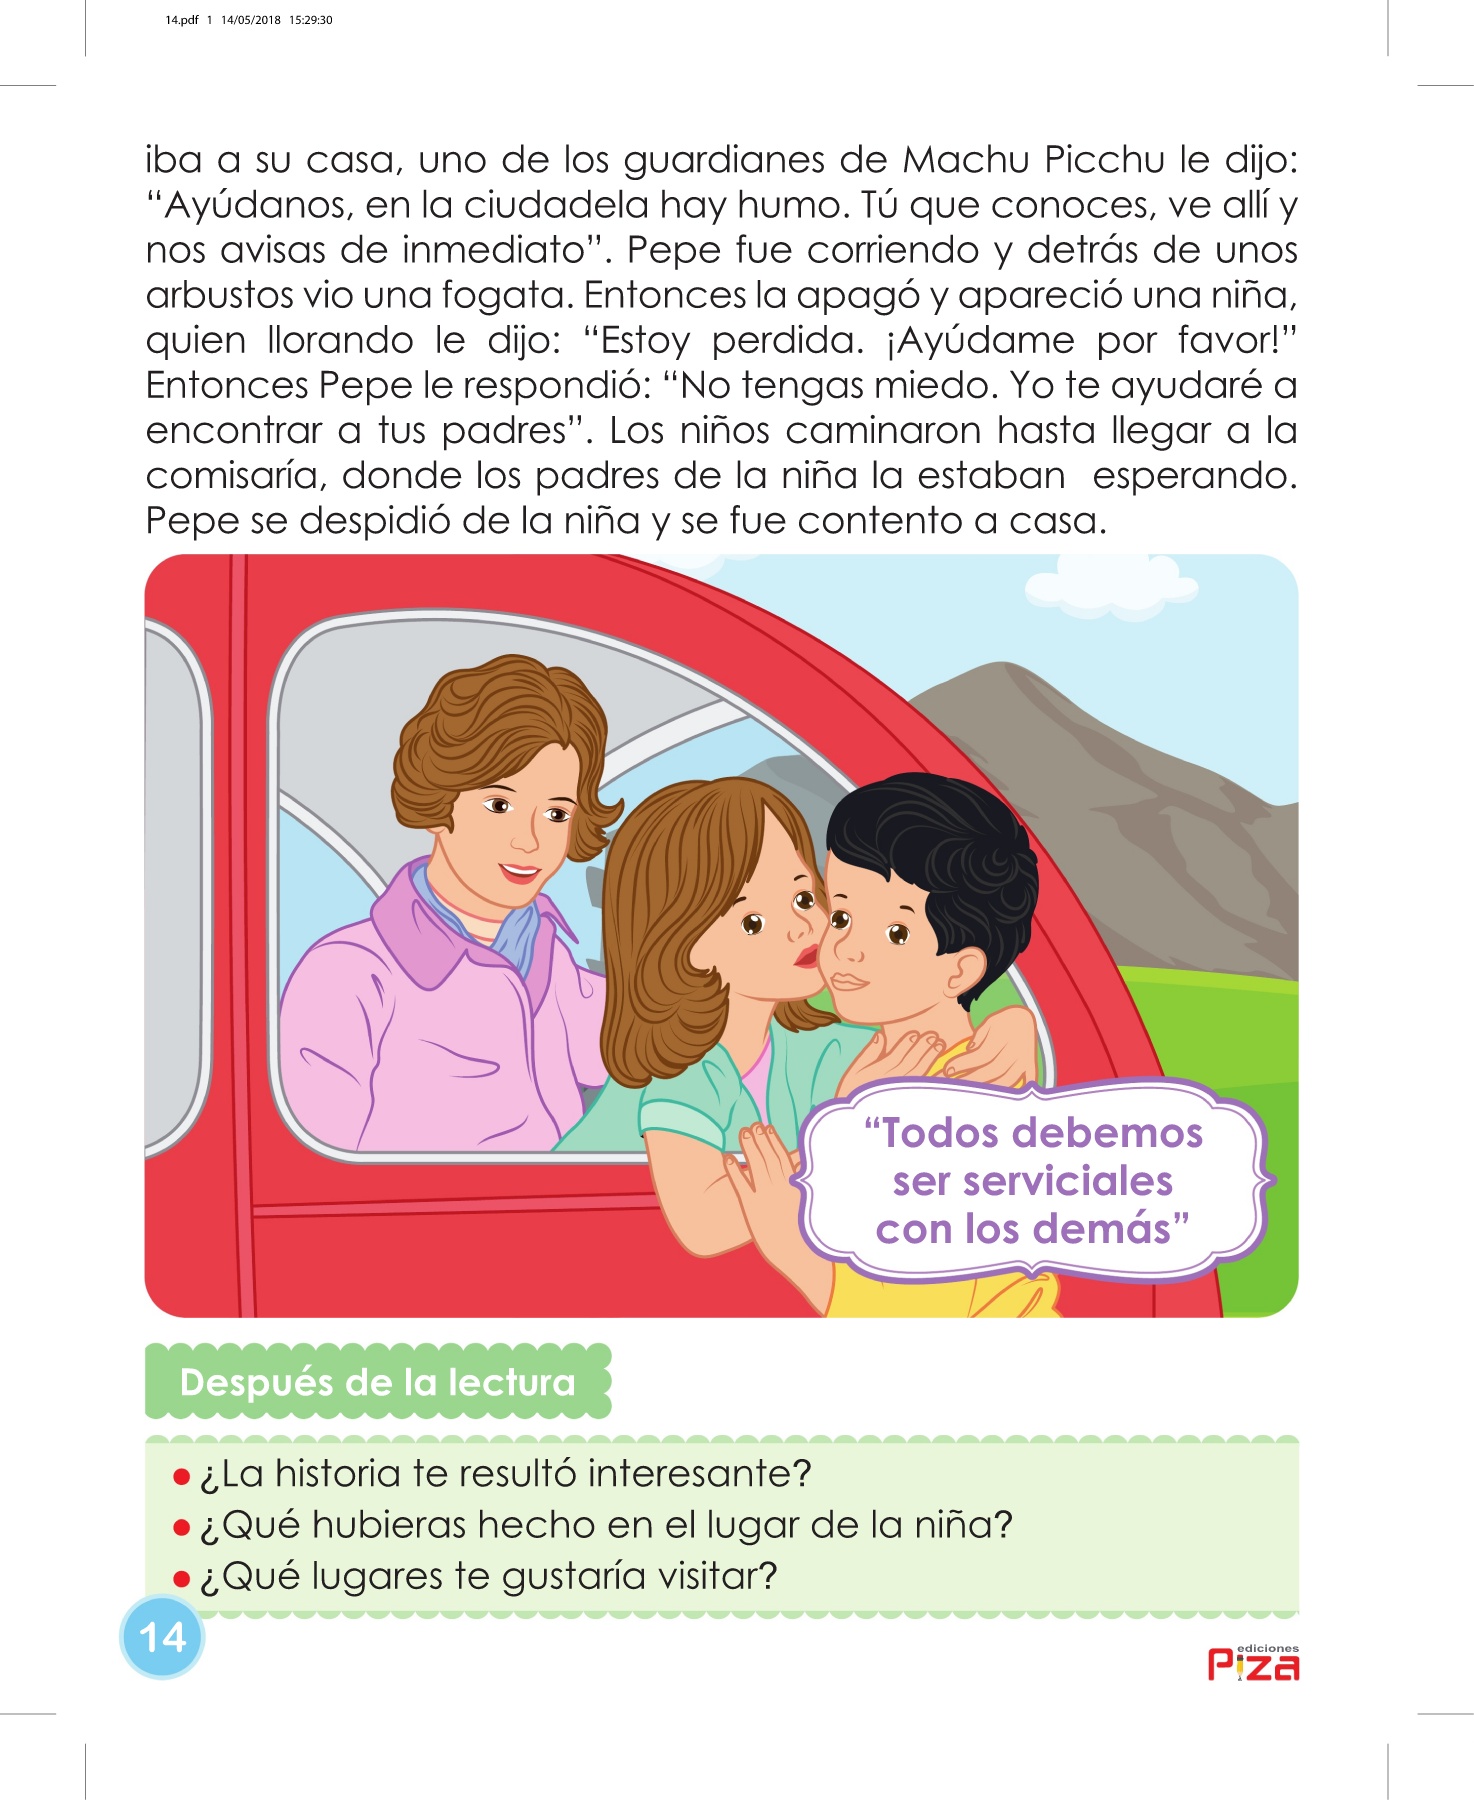 14.pdf 1 14/05/2018 15:29:30
iba a su casa, uno de los guardianes de Machu Picchu le dijo:
“Ayúdanos, en la ciudadela hay humo. Tú que conoces, ve allí y
nos avisas de inmediato”. Pepe fue corriendo y detrás de unos
arbustos vio una fogata. Entonces la apagó y apareció una niña,
quien llorando le dijo: “Estoy perdida. ¡Ayúdame por favor!”
Entonces Pepe le respondió: “No tengas miedo. Yo te ayudaré a
encontrar a tus padres”. Los niños caminaron hasta llegar a la
comisaría, donde los padres de la niña la estaban esperando.
Pepe se despidió de la niña y se fue contento a casa.
“Todos debemos
ser serviciales
con los demás”
Después de la lectura
• ¿La historia te resultó interesante?
• ¿Qué hubieras hecho en el lugar de la niña?
• ¿Qué lugares te gustaría visitar?
14
ediciones
Piza